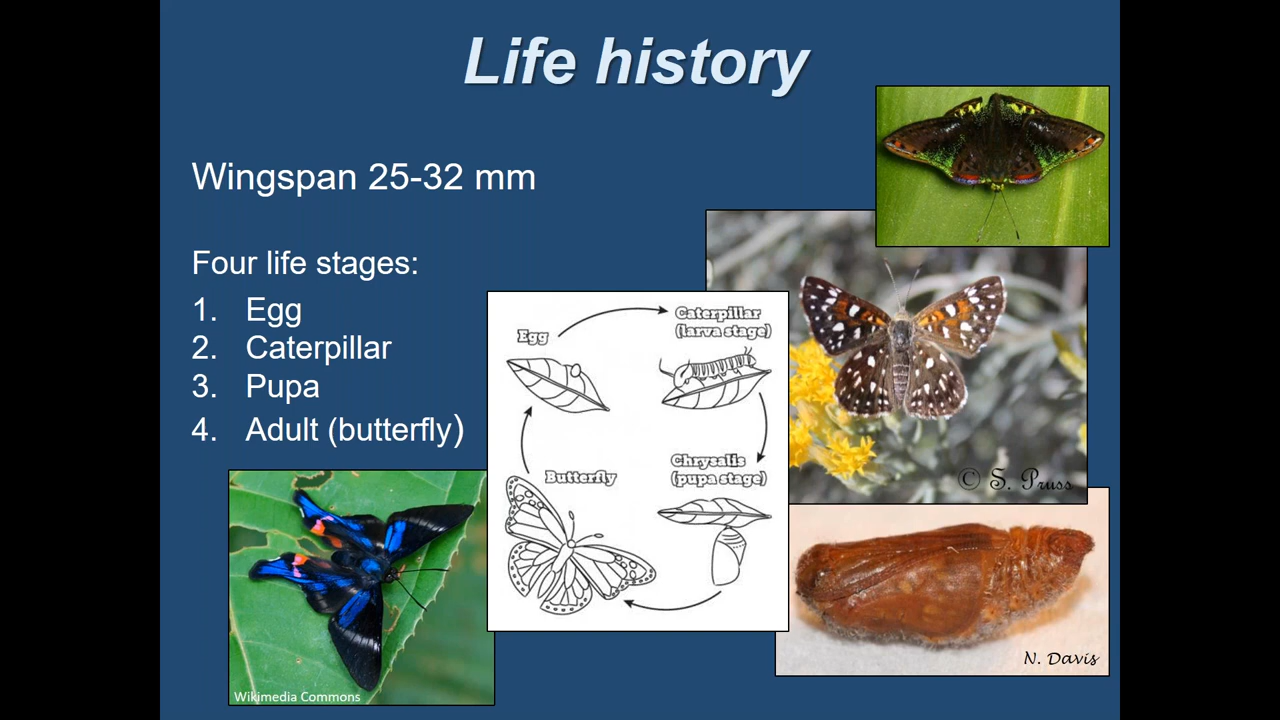 Life history
Wingspan 25-32 mm
Four life stages:
1. Egg
2. Caterpillar
3. Pupa
4. Adult (butterfly)
Egg
Caterpillar
(larva stage)
Chrysalis
(pupa stage)
Butterfly
© S. Pruss
N. Davis
Wikimedia Commons